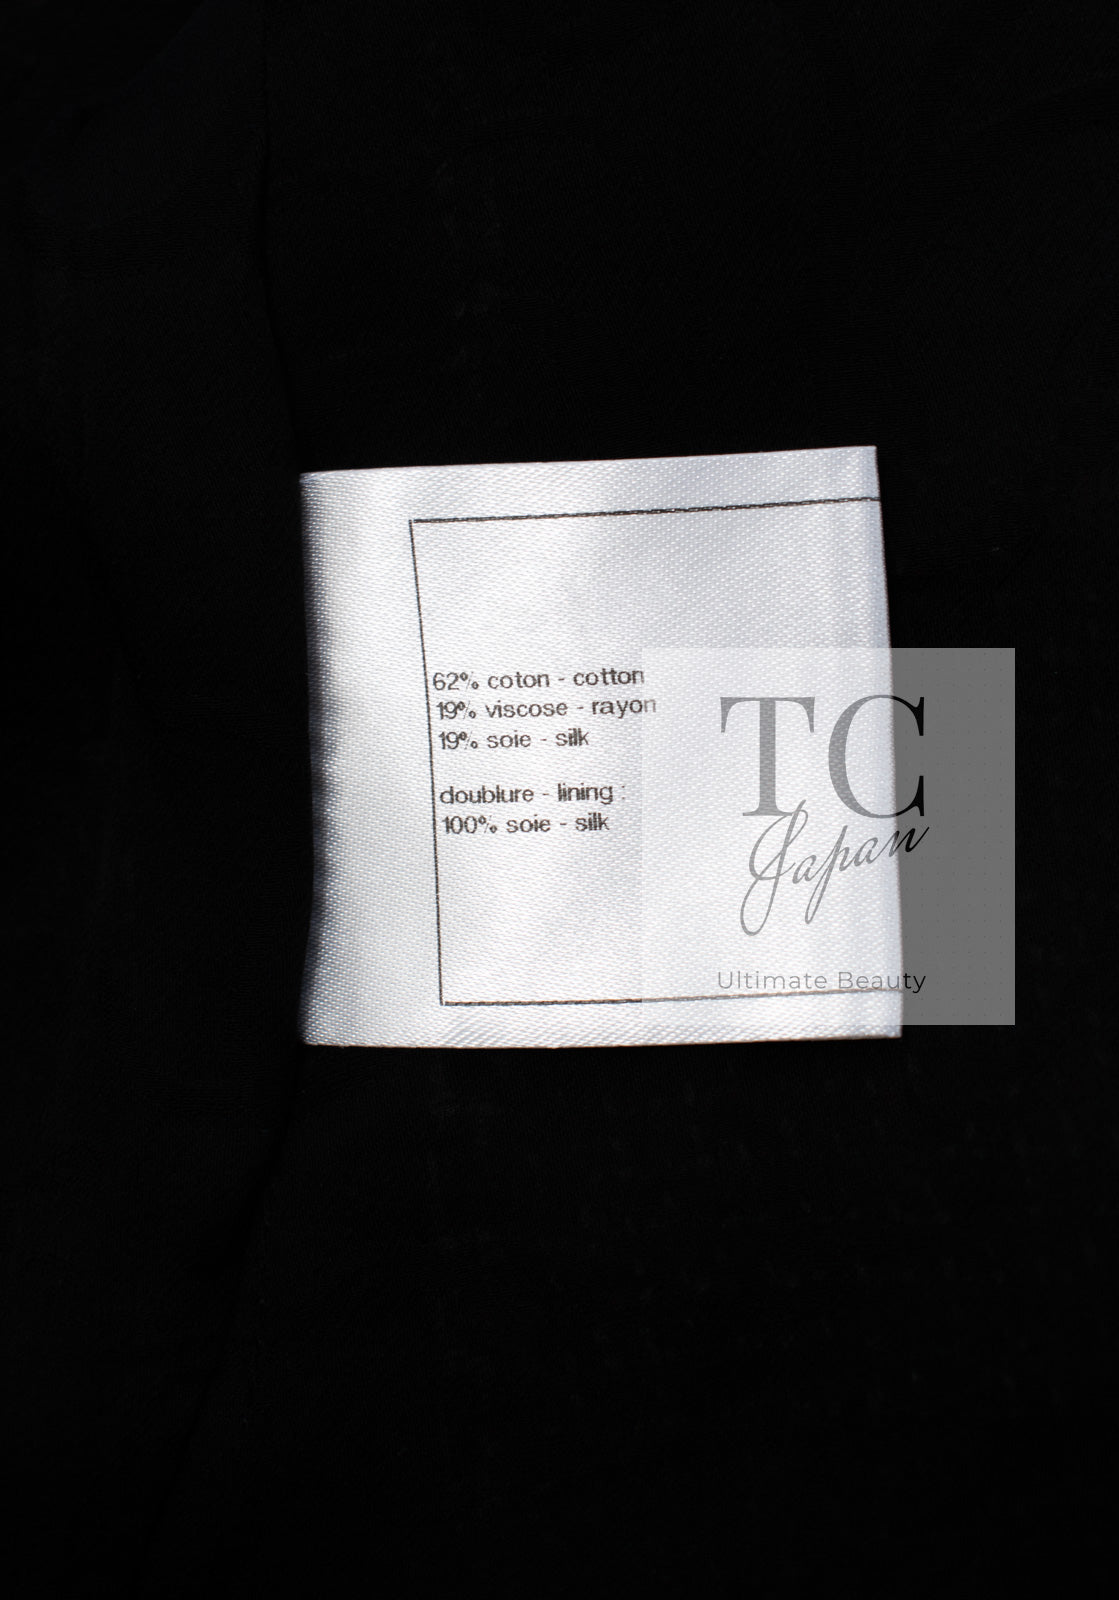 62% coton - cotton
19% viscose - rayon
19% soie - silk
doublure - lining :
100% soie - silk
TC
Japan
Ultimate Beauty